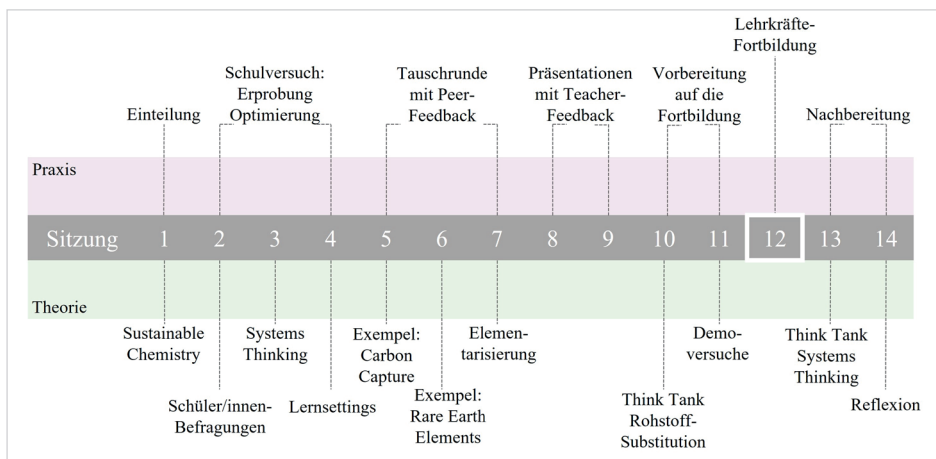 Lehrkräfte-
Fortbildung
Schulversuch:
Erprobung
Optimierung
Tauschrunde
mit Peer-
Feedback
Präsentationen
mit Teacher-
Feedback
Vorbereitung
auf die
Fortbildung
Einteilung
Nachbereitung
Praxis
Sitzung 1 2 3 4 5 6 7 8 9 10 11 12 13 14
Theorie
Sustainable
Chemistry
Systems
Thinking
Exempel:
Carbon
Capture
Elemen-
tarisierung
Demo-
versuche
Think Tank
Systems
Thinking
Schüler/innen-
Befragungen
Lernsettings
Exempel:
Rare Earth
Elements
Think Tank
Rohstoff-
Substitution
Reflexion